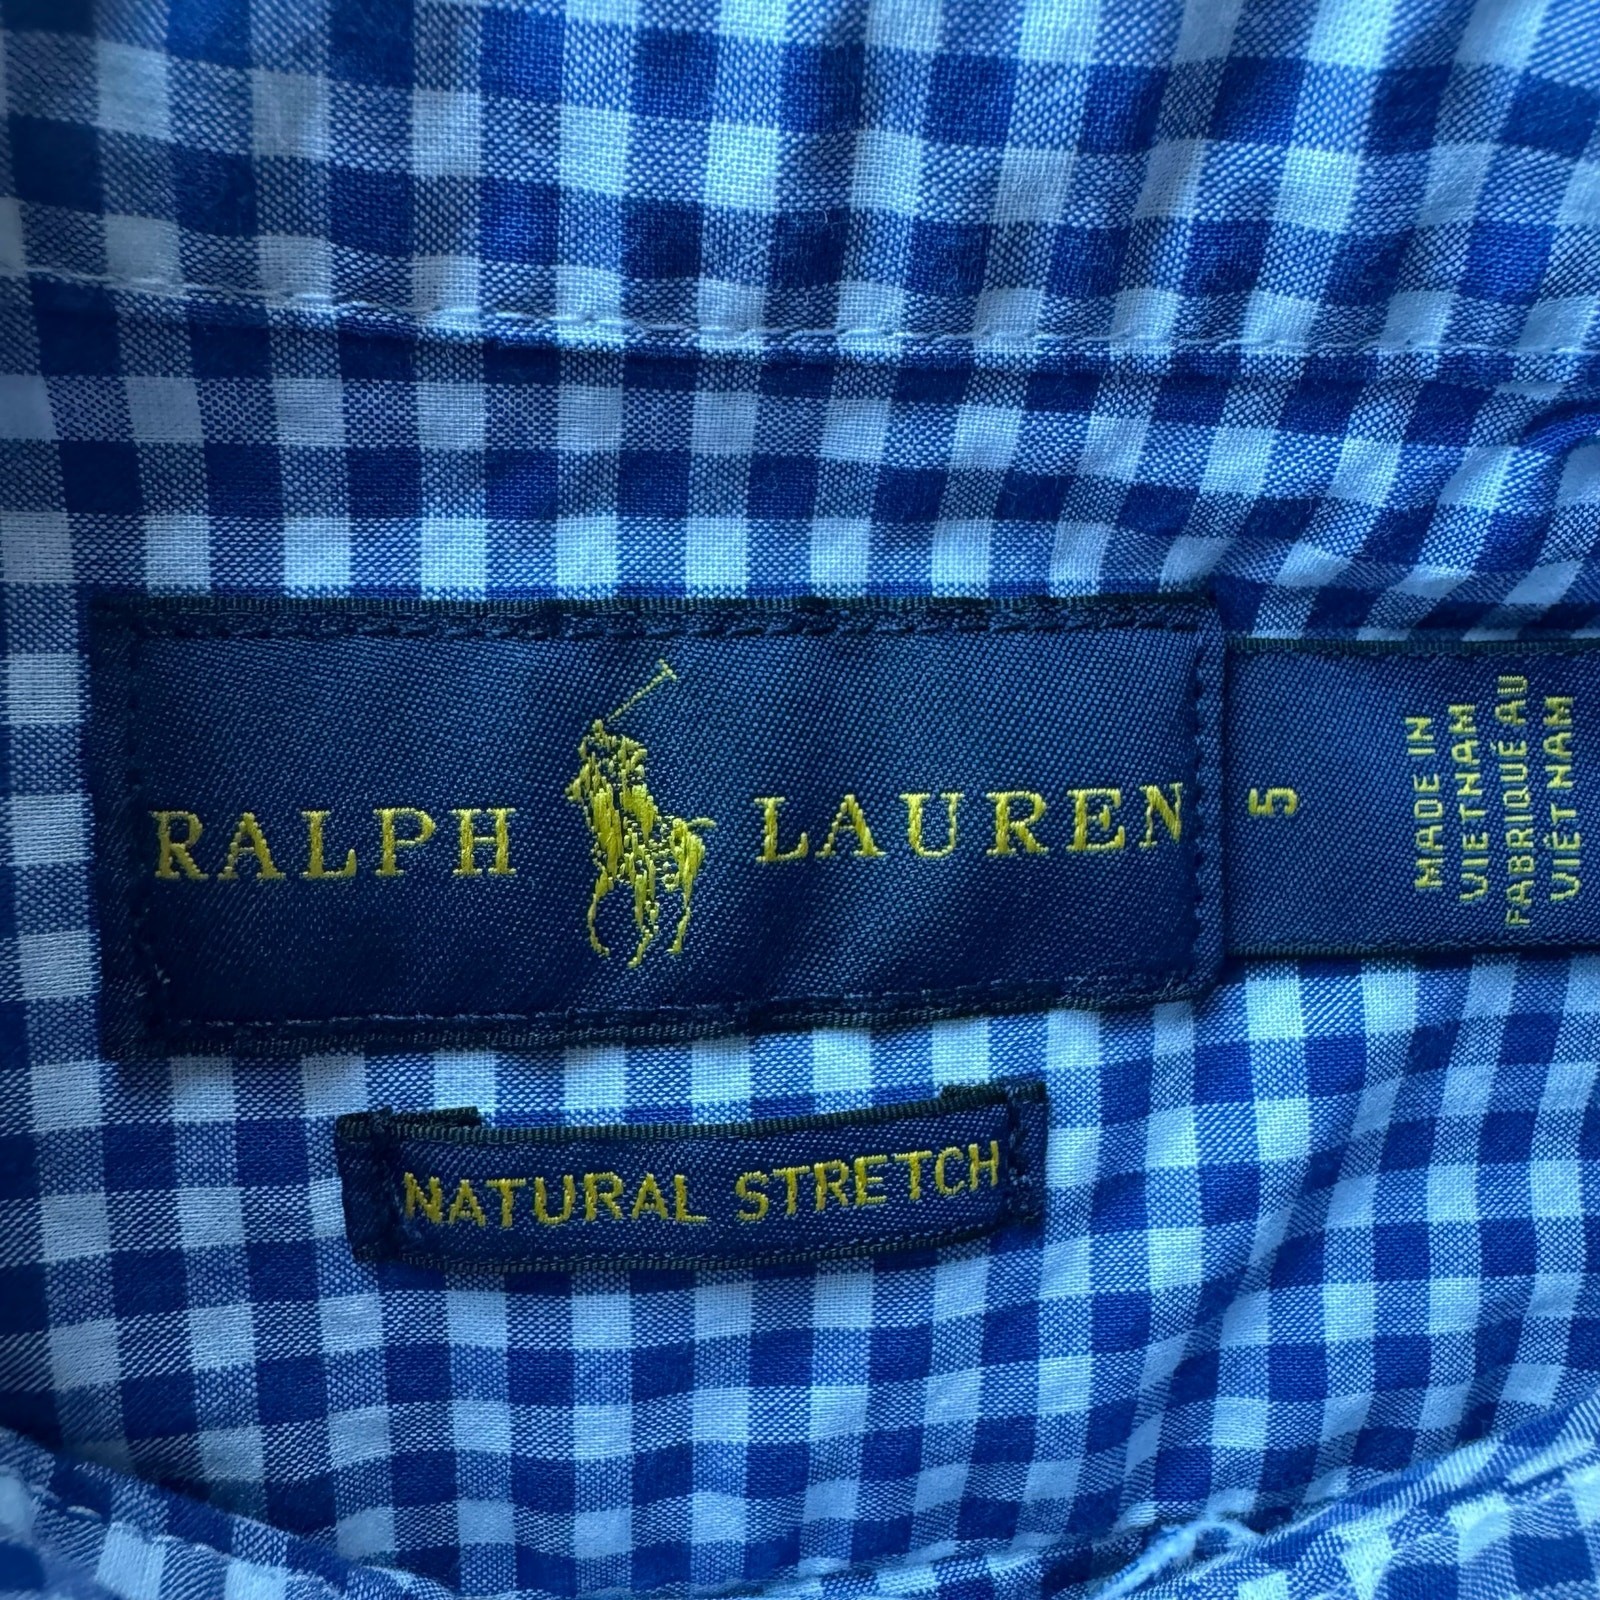 RALPH LAUREN
5
MADE IN
VIETNAM
FABRIQUÉ AU
VIÊT NAM
NATURAL STRETCH